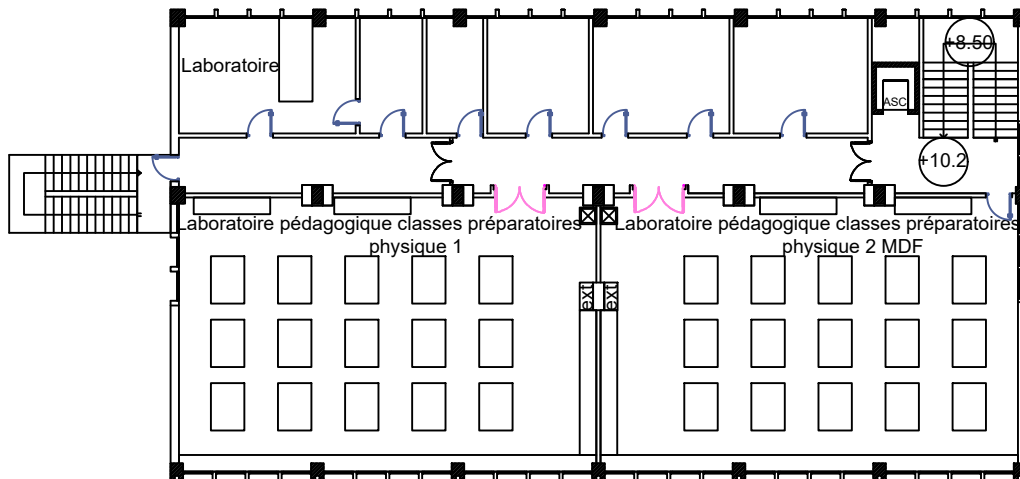 +8.50
Laboratoire
ASC
+10.2
Laboratoire pédagogique classes préparatoires
physique 1
Laboratoire pédagogique classes préparatoires
physique 2 MDF
ext
ext